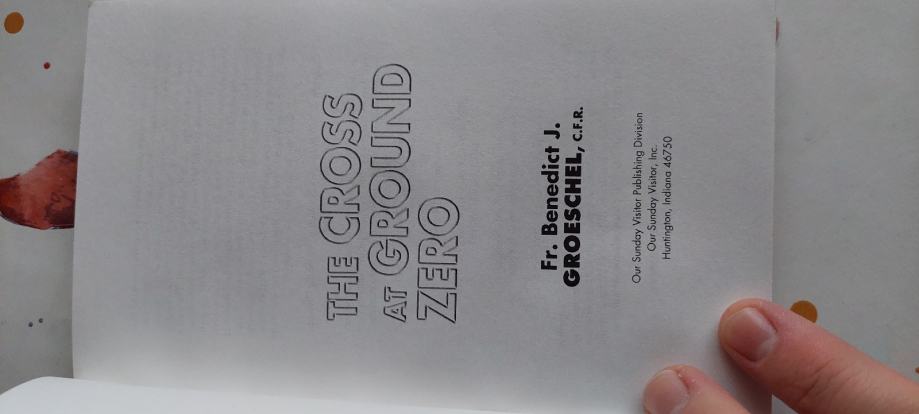 THE CROSS
AT GROUND
ZERO
Fr. Benedict J.
GROESCHEL, C.F.R.
Our Sunday Visitor Publishing Division
Our Sunday Visitor, Inc.
Huntington, Indiana 46750